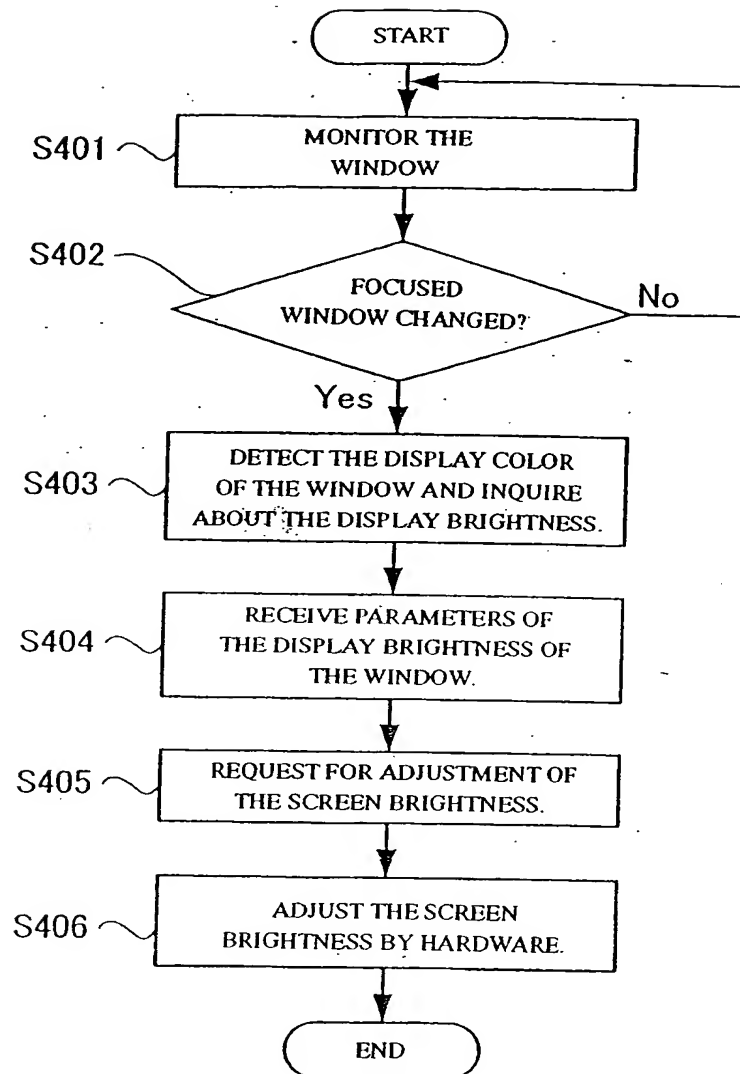 START
S401
MONITOR THE
WINDOW
S402
FOCUSED
WINDOW CHANGED?
No
Yes
S403
DETECT THE DISPLAY COLOR
OF THE WINDOW AND INQUIRE
ABOUT THE DISPLAY BRIGHTNESS.
S404
RECEIVE PARAMETERS OF
THE DISPLAY BRIGHTNESS OF
THE WINDOW.
S405
REQUEST FOR ADJUSTMENT OF
THE SCREEN BRIGHTNESS.
S406
ADJUST THE SCREEN
BRIGHTNESS BY HARDWARE.
END